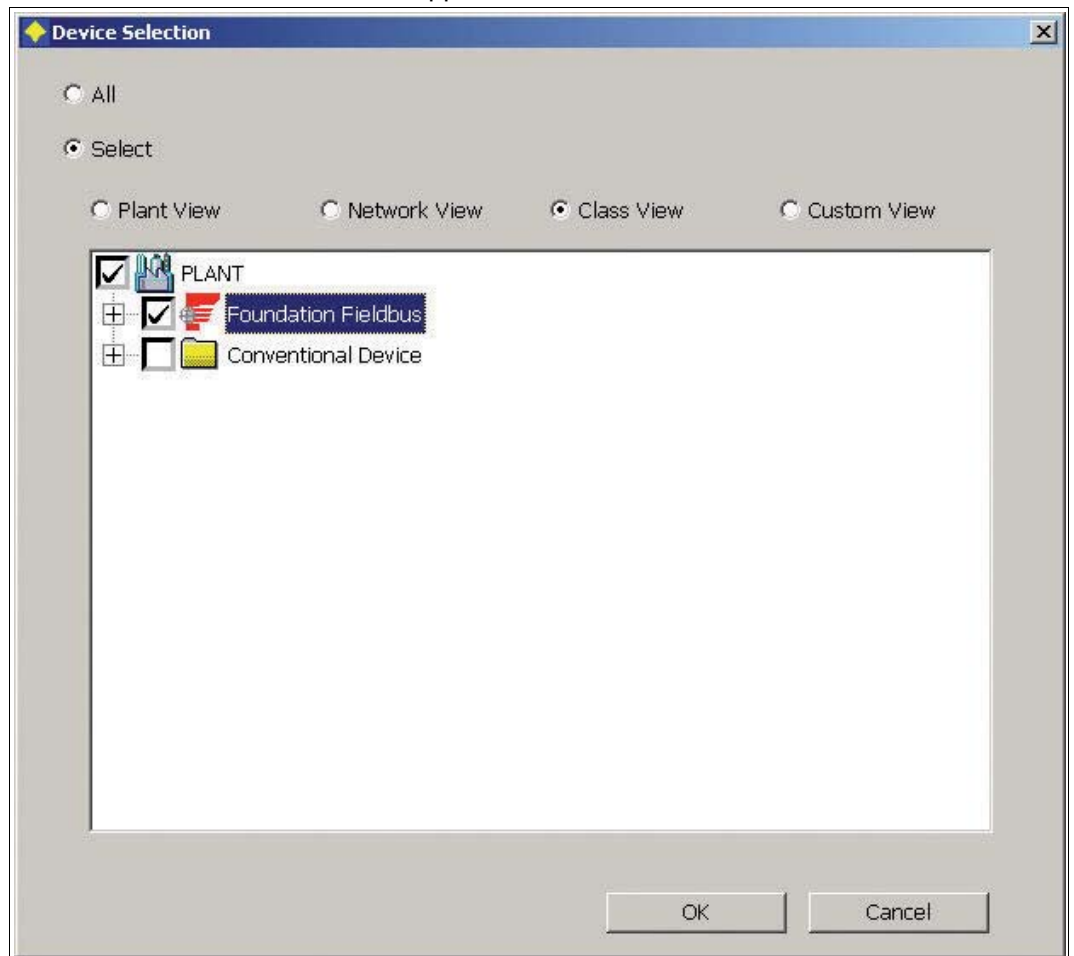 Device Selection
All
Select
Plant View Network View Class View Custom View
PLANT
Foundation Fieldbus
Conventional Device
OK Cancel